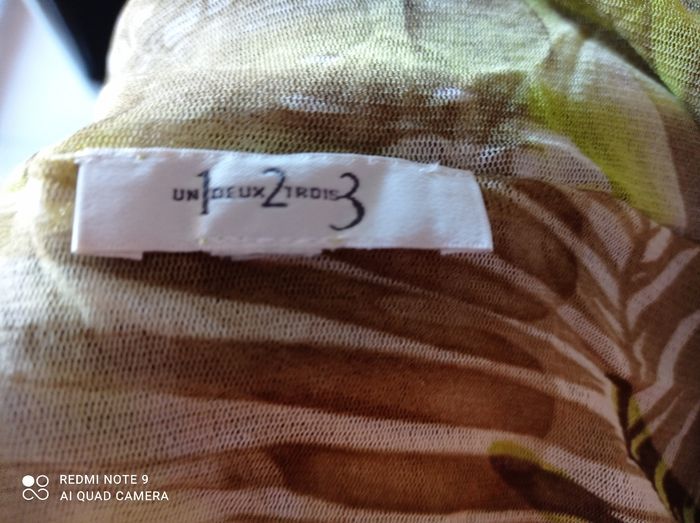 UN1DEUX2TROIS3
REDMI NOTE 9
AI QUAD CAMERA